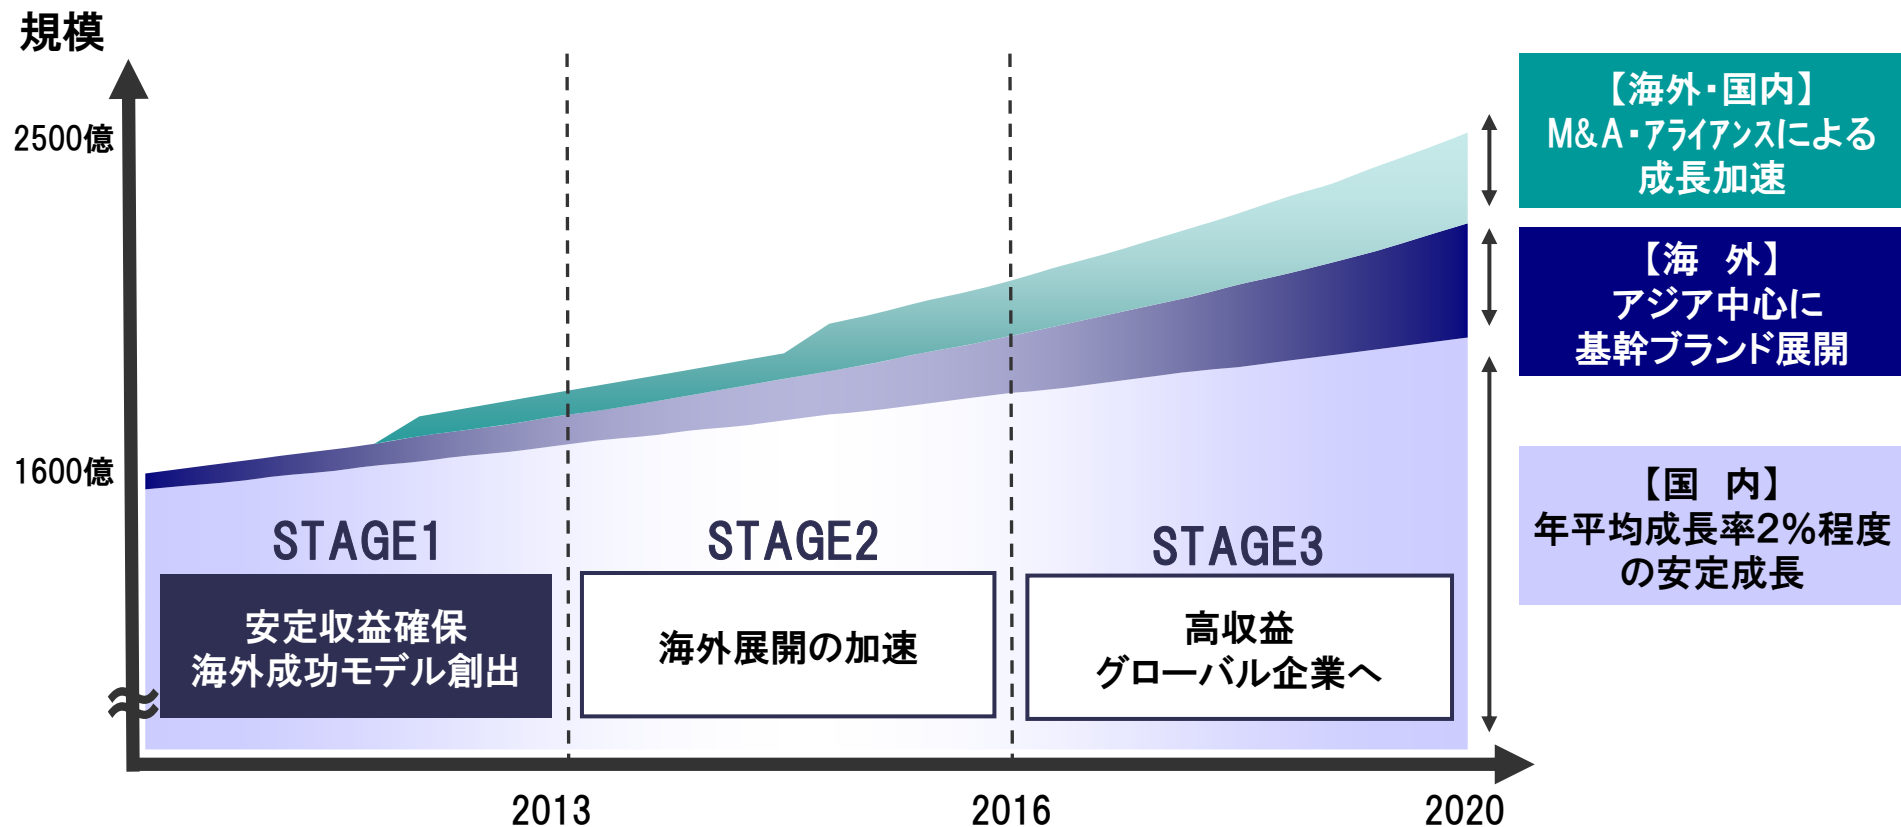 規模
2500億
1600億
【海外・国内】
M&A・アライアンスによる
成長加速
【海　外】
アジア中心に
基幹ブランド展開
【国　内】
年平均成長率2%程度
の安定成長
STAGE1
安定収益確保
海外成功モデル創出
STAGE2
海外展開の加速
STAGE3
高収益
グローバル企業へ
2013
2016
2020